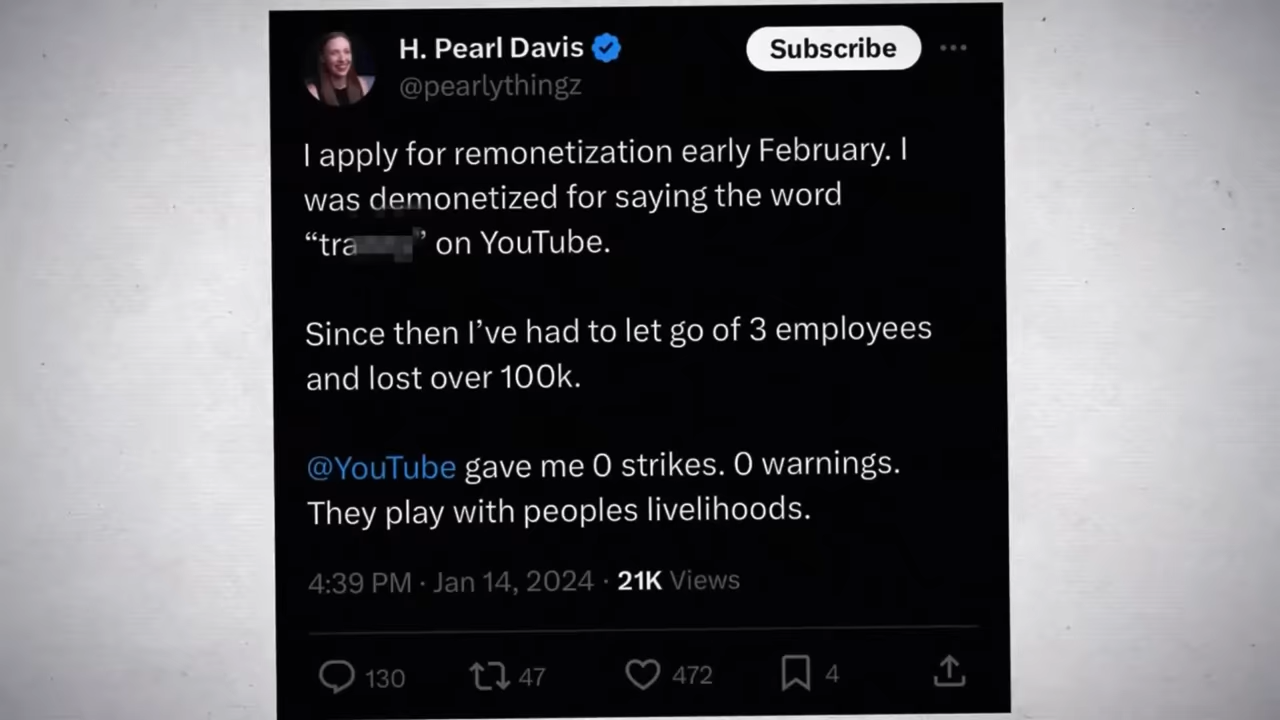 H. Pearl Davis
Subscribe
@pearlythingz
I apply for remonetization early February. I
was demonetized for saying the word
“tra ” on YouTube.
Since then I’ve had to let go of 3 employees
and lost over 100k.
@YouTube gave me 0 strikes. 0 warnings.
They play with peoples livelihoods.
4:39 PM · Jan 14, 2024 · 21K Views
130
47
472
4